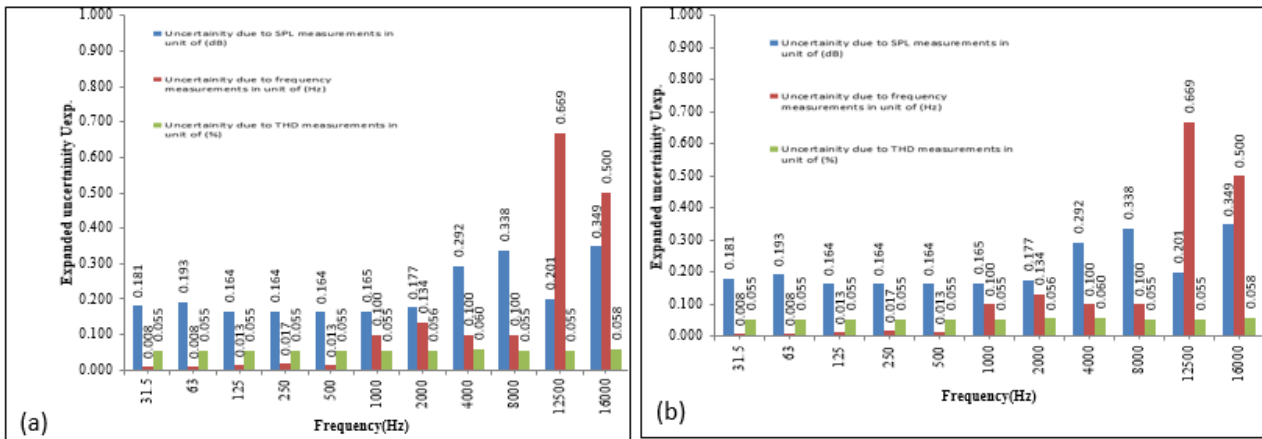 1.000
0.900
0.800
0.700
0.600
0.500
0.400
0.300
0.200
0.100
0.000
Expanded uncertainity Uexp.
Uncertainity due to SPL measurements in
unit of (dB)
Uncertainity due to frequency
measurements in unit of (Hz)
Uncertainity due to THD measurements in
unit of (%)
0.181 0.008 0.055
0.193 0.008 0.055
0.164 0.013 0.055
0.164 0.017 0.055
0.164 0.013 0.055
0.165 0.100 0.055
0.177 0.134 0.056
0.292 0.100 0.060
0.338 0.100 0.055
0.201 0.669 0.055
0.349 0.500 0.058
31.5 63 125 250 500 1000 2000 4000 8000 12500 16000
Frequency(Hz)
(a)
1.000
0.900
0.800
0.700
0.600
0.500
0.400
0.300
0.200
0.100
0.000
Expanded uncertainity Uexp.
Uncertainity due to SPL measurements in
unit of (dB)
Uncertainity due to frequency
measurements in unit of (Hz)
Uncertainity due to THD measurements in
unit of (%)
0.181 0.008 0.055
0.193 0.008 0.055
0.164 0.013 0.055
0.164 0.017 0.055
0.164 0.013 0.055
0.165 0.100 0.055
0.177 0.134 0.056
0.292 0.100 0.060
0.338 0.100 0.055
0.201 0.669 0.055
0.349 0.500 0.058
31.5 63 125 250 500 1000 2000 4000 8000 12500 16000
Frequency(Hz)
(b)